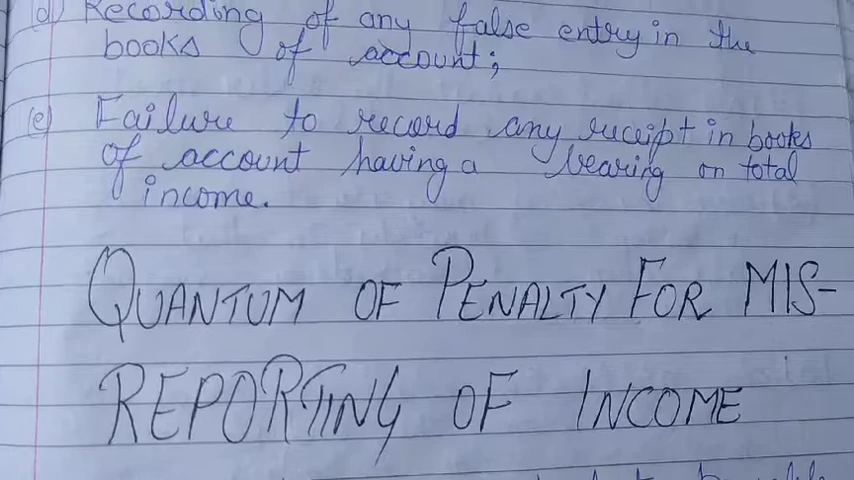 d) Recording of any false entry in the
books of account;
(e) Failure to record any receipt in books
of account having a bearing on total
income.
QUANTUM OF PENALTY FOR MIS-
REPORTING OF INCOME